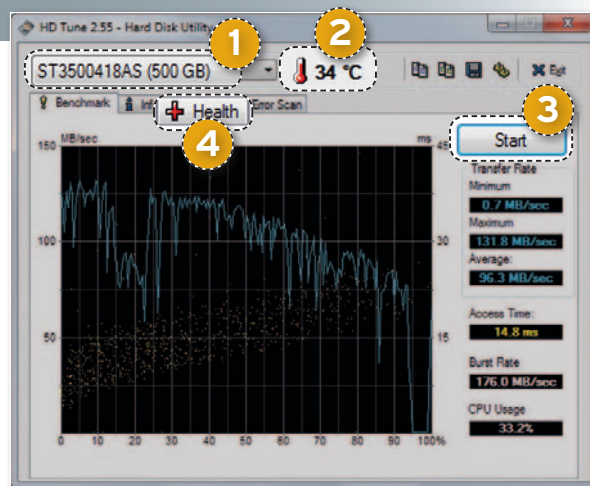 HD Tune 2.55 - Hard Disk Utility
1
2
ST3500418AS (500 GB)
34 °C
Exit
3
Benchmark
Health
Error Scan
4
Start
150
MB/sec
ms
45
Transfer Rate
Minimum
0.7 MB/sec
Maximum
131.8 MB/sec
100
30
Average:
96.3 MB/sec
Access Time:
14.8 ms
50
15
Burst Rate
176.0 MB/sec
CPU Usage
33.2%
0 10 20 30 40 50 60 70 80 90 100%